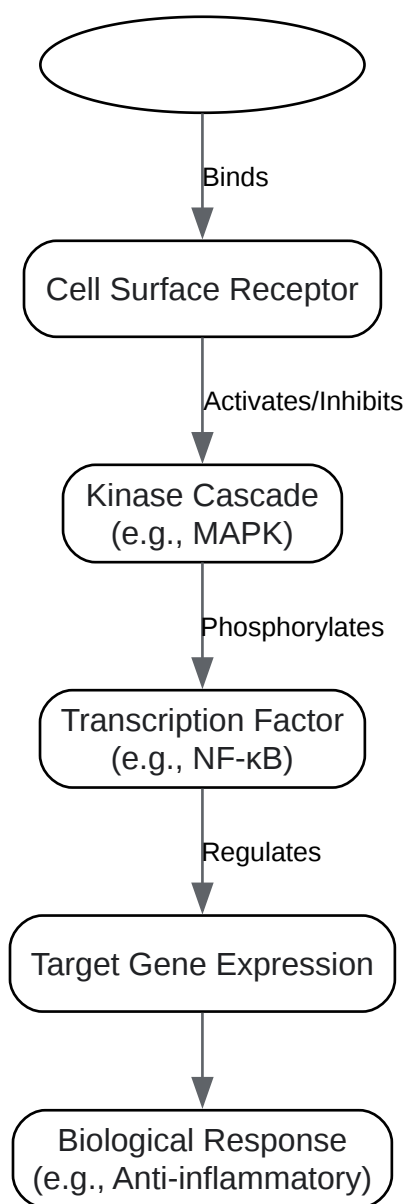 Binds
Cell Surface Receptor
Activates/Inhibits
Kinase Cascade
(e.g., MAPK)
Phosphorylates
Transcription Factor
(e.g., NF-κB)
Regulates
Target Gene Expression
Biological Response
(e.g., Anti-inflammatory)